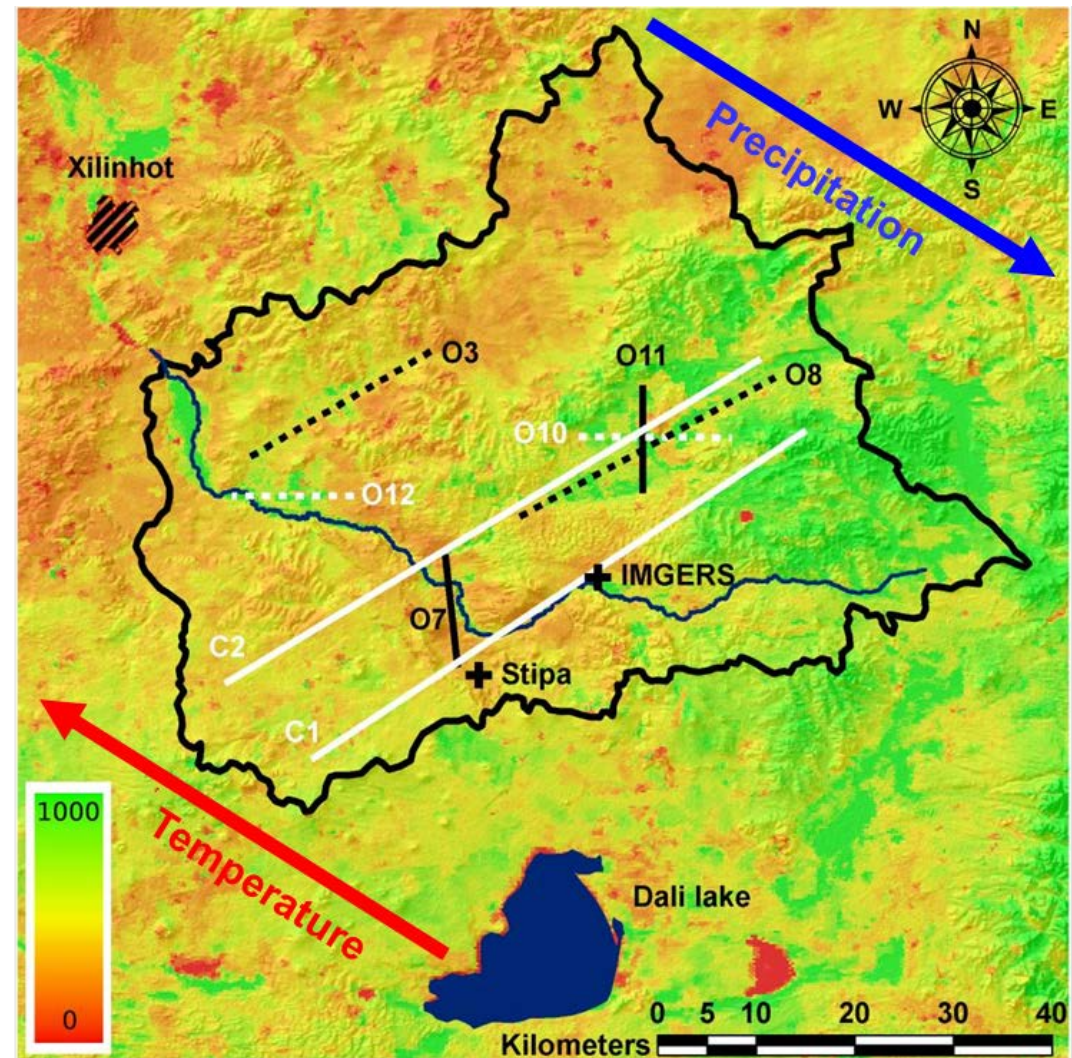 N
W E
S
Precipitation
Xilinhot
O3
O11
O8
O10
O12
IMGERS
O7
C2
Stipa
C1
1000
0
Temperature
Dali lake
0 5 10 20 30 40
Kilometers